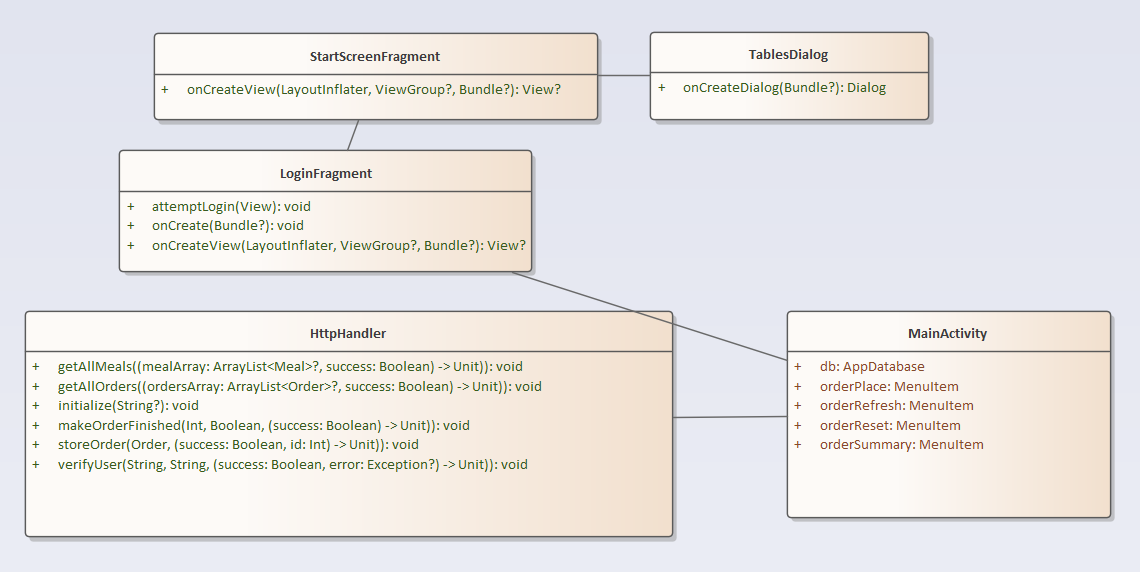 StartScreenFragment
+ onCreateView(LayoutInflater, ViewGroup?, Bundle?): View?
TablesDialog
+ onCreateDialog(Bundle?): Dialog
LoginFragment
+ attemptLogin(View): void
+ onCreate(Bundle?): void
+ onCreateView(LayoutInflater, ViewGroup?, Bundle?): View?
HttpHandler
+ getAllMeals((mealArray: ArrayList<Meal>?, success: Boolean) -> Unit)): void
+ getAllOrders((ordersArray: ArrayList<Order>?, success: Boolean) -> Unit)): void
+ initialize(String?): void
+ makeOrderFinished(Int, Boolean, (success: Boolean) -> Unit)): void
+ storeOrder(Order, (success: Boolean, id: Int) -> Unit)): void
+ verifyUser(String, String, (success: Boolean, error: Exception?) -> Unit)): void
MainActivity
+ db: AppDatabase
+ orderPlace: MenuItem
+ orderRefresh: MenuItem
+ orderReset: MenuItem
+ orderSummary: MenuItem